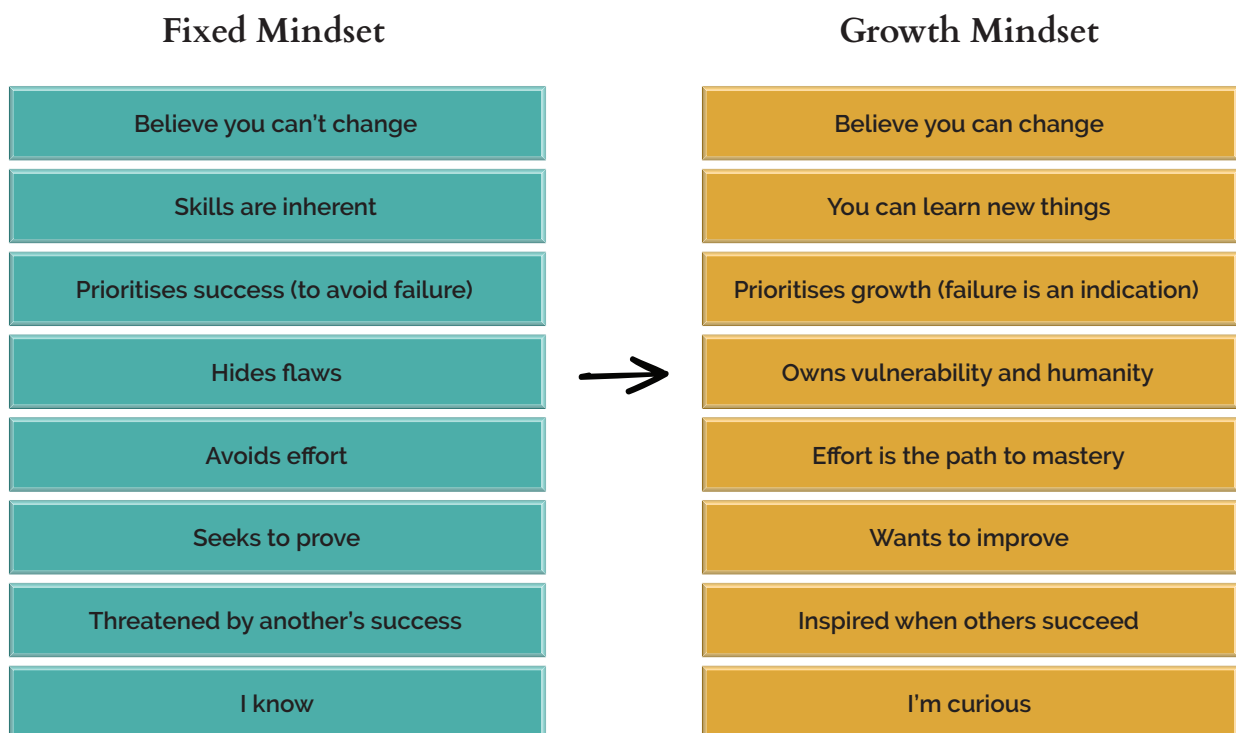 Fixed Mindset
Growth Mindset
Believe you can’t change
Believe you can change
Skills are inherent
You can learn new things
Prioritises success (to avoid failure)
Prioritises growth (failure is an indication)
Hides flaws
Owns vulnerability and humanity
Avoids effort
Effort is the path to mastery
Seeks to prove
Wants to improve
Threatened by another’s success
Inspired when others succeed
I know
I’m curious